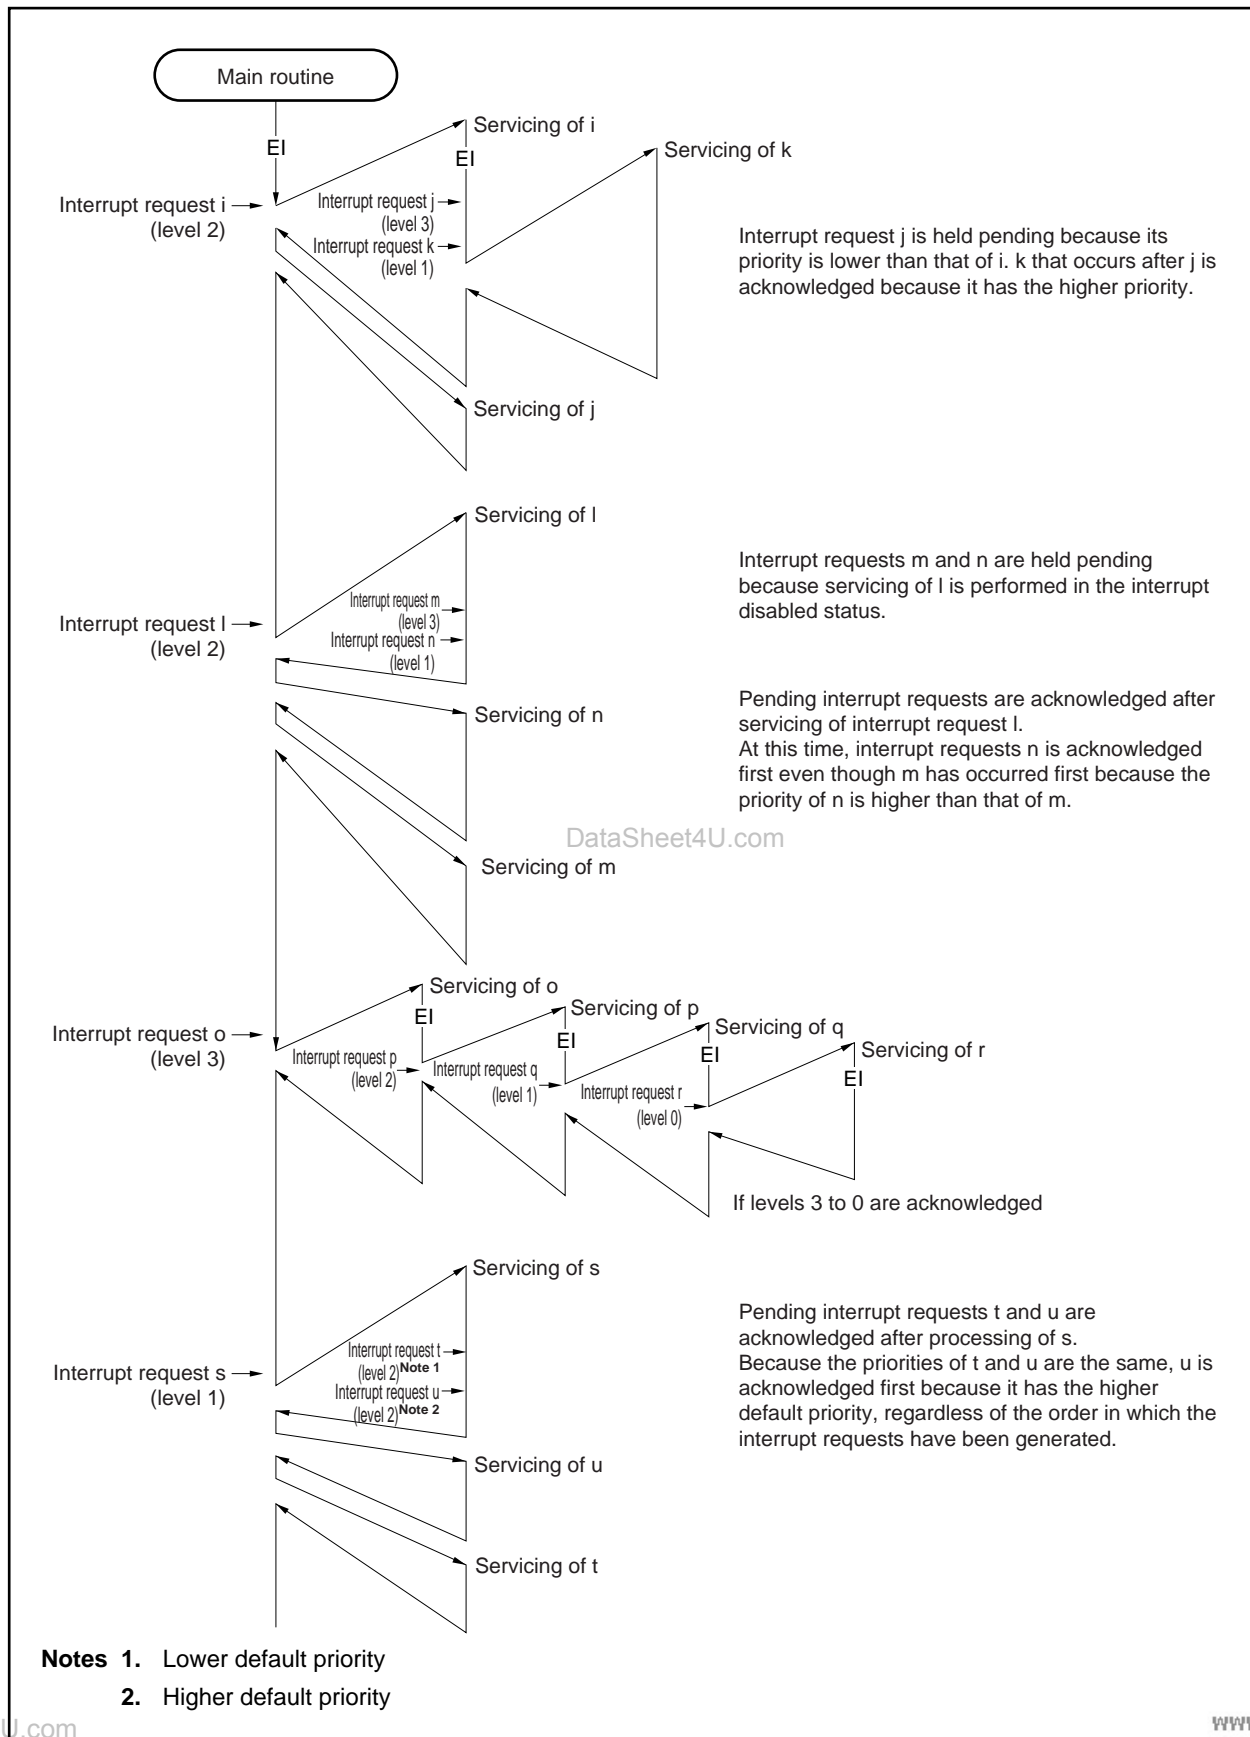 Main routine
EI
Servicing of i
EI
Servicing of k
Interrupt request i
(level 2)
Interrupt request j
(level 3)
Interrupt request k
(level 1)
Interrupt request j is held pending because its
priority is lower than that of i. k that occurs after j is
acknowledged because it has the higher priority.
Servicing of j
Servicing of l
Interrupt request l
(level 2)
Interrupt request m
(level 3)
Interrupt request n
(level 1)
Interrupt requests m and n are held pending
because servicing of l is performed in the interrupt
disabled status.
Servicing of n
Pending interrupt requests are acknowledged after
servicing of interrupt request l.
At this time, interrupt requests n is acknowledged
first even though m has occurred first because the
priority of n is higher than that of m.
DataSheet4U.com
Servicing of m
Servicing of o
EI
Servicing of p
EI
Servicing of q
EI
Servicing of r
EI
Interrupt request o
(level 3)
Interrupt request p
(level 2)
Interrupt request q
(level 1)
Interrupt request r
(level 0)
If levels 3 to 0 are acknowledged
Servicing of s
Interrupt request s
(level 1)
Interrupt request t
(level 2)Note 1
Interrupt request u
(level 2)Note 2
Pending interrupt requests t and u are
acknowledged after processing of s.
Because the priorities of t and u are the same, u is
acknowledged first because it has the higher
default priority, regardless of the order in which the
interrupt requests have been generated.
Servicing of u
Servicing of t
Notes 1. Lower default priority
2. Higher default priority
U.com
www